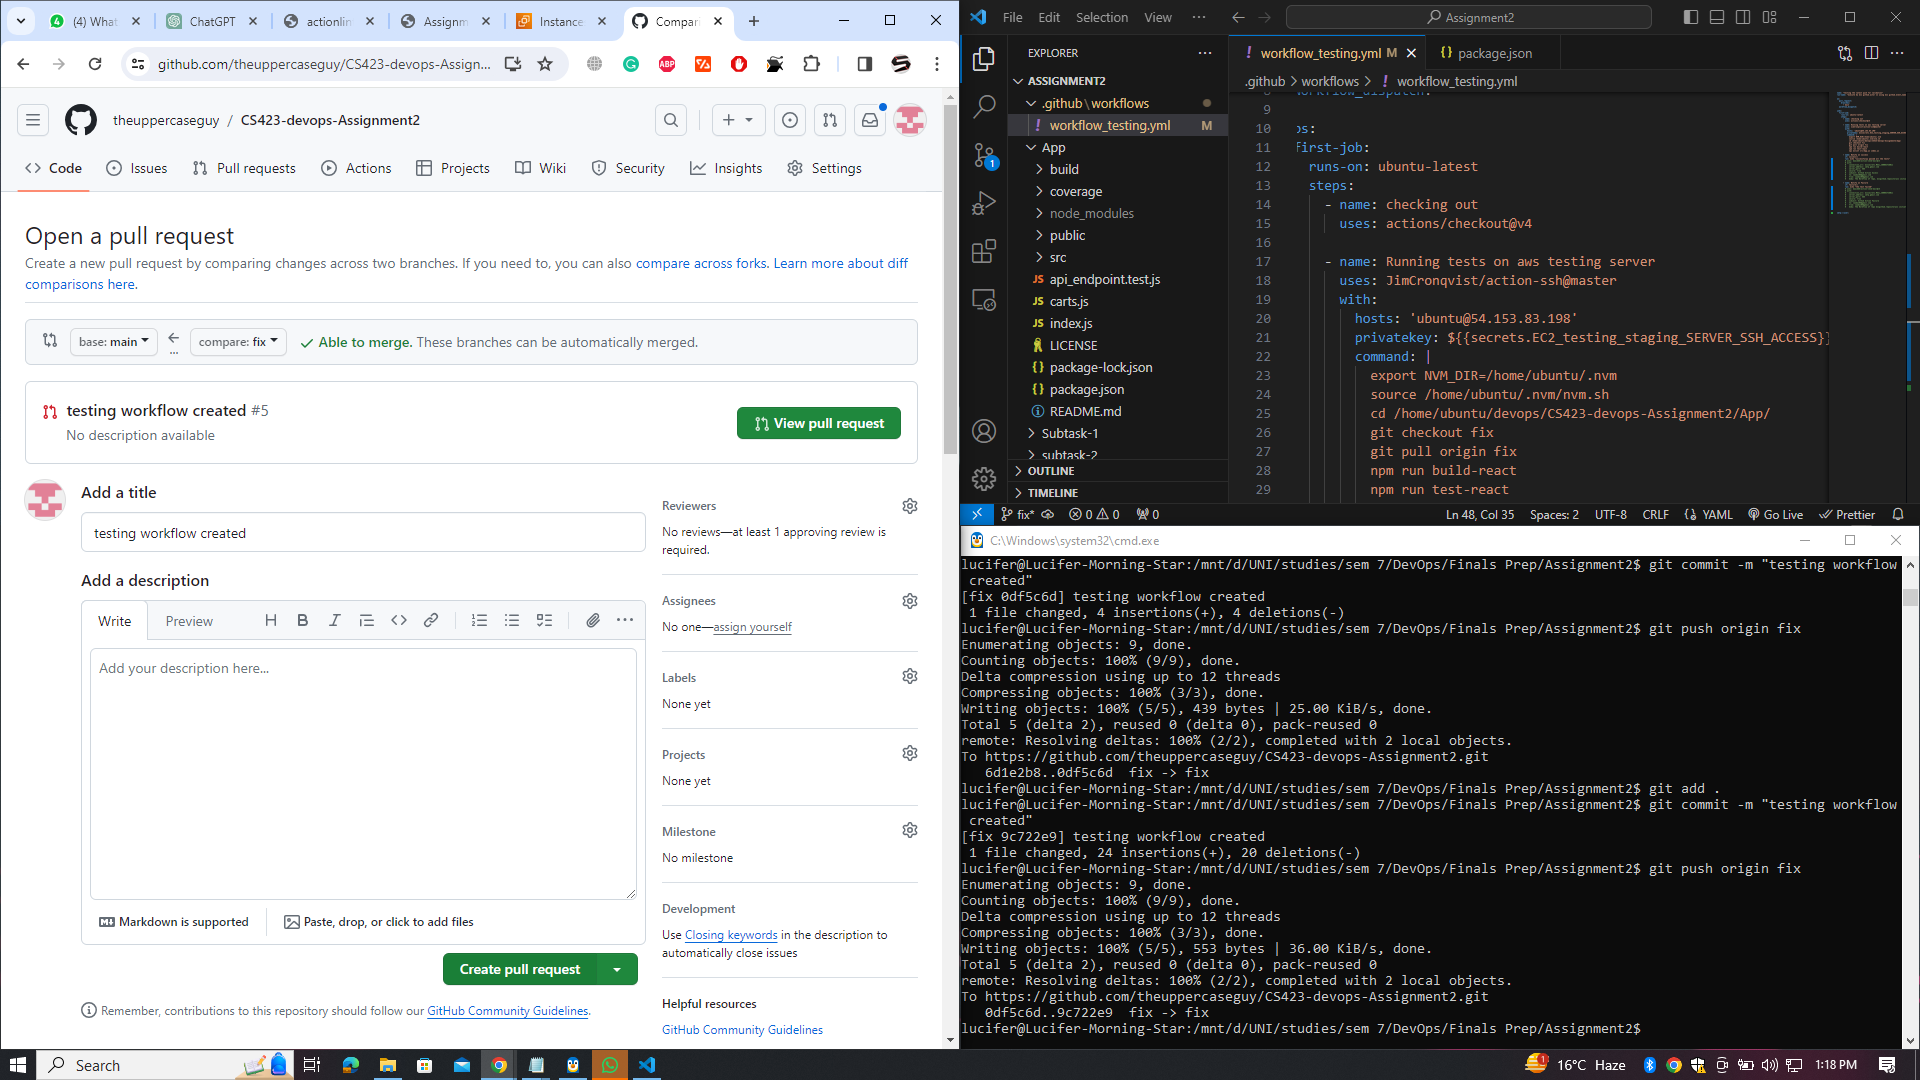 (4) What
ChatGPT
actionlin
Assignm
Instance
Compari
github.com/theuppercaseguy/CS423-devops-Assign...
ABP
theuppercaseguy / CS423-devops-Assignment2
Code
Issues
Pull requests
Actions
Projects
Wiki
Security
Insights
Settings
Open a pull request
Create a new pull request by comparing changes across two branches. If you need to, you can also compare across forks. Learn more about diff
comparisons here.
base: main
...
compare: fix
Able to merge. These branches can be automatically merged.
testing workflow created #5
No description available
View pull request
Add a title
testing workflow created
Add a description
Write
Preview
Add your description here...
Markdown is supported
Paste, drop, or click to add files
Create pull request
Remember, contributions to this repository should follow our GitHub Community Guidelines.
Reviewers
No reviews—at least 1 approving review is
required.
Assignees
No one—assign yourself
Labels
None yet
Projects
None yet
Milestone
No milestone
Development
Use Closing keywords in the description to
automatically close issues
Helpful resources
GitHub Community Guidelines
File Edit Selection View ...
Assignment2
EXPLORER
ASSIGNMENT2
.github\workflows
! workflow_testing.yml M
App
build
coverage
node_modules
public
src
JS api_endpoint.test.js
JS carts.js
JS index.js
LICENSE
{} package-lock.json
{} package.json
README.md
Subtask-1
subtask-2
OUTLINE
TIMELINE
1
! workflow_testing.yml M
{} package.json
.github > workflows > ! workflow_testing.yml
8 workflow_dispatch:
9
10 os:
11 first-job:
12 runs-on: ubuntu-latest
13 steps:
14 - name: checking out
15 uses: actions/checkout@v4
16
17 - name: Running tests on aws testing server
18 uses: JimCronqvist/action-ssh@master
19 with:
20 hosts: 'ubuntu@54.153.83.198'
21 privatekey: ${{secrets.EC2_testing_staging_SERVER_SSH_ACCESS}}
22 command: |
23 export NVM_DIR=/home/ubuntu/.nvm
24 source /home/ubuntu/.nvm/nvm.sh
25 cd /home/ubuntu/devops/CS423-devops-Assignment2/App/
26 git checkout fix
27 git pull origin fix
28 npm run build-react
29 npm run test-react
fix* 0 0 0 Ln 48, Col 35 Spaces: 2 UTF-8 CRLF {} YAML Go Live Prettier
C:\Windows\system32\cmd.exe
lucifer@Lucifer-Morning-Star:/mnt/d/UNI/studies/sem 7/DevOps/Finals Prep/Assignment2$ git commit -m "testing workflow
created"
[fix 0df5c6d] testing workflow created
1 file changed, 4 insertions(+), 4 deletions(-)
lucifer@Lucifer-Morning-Star:/mnt/d/UNI/studies/sem 7/DevOps/Finals Prep/Assignment2$ git push origin fix
Enumerating objects: 9, done.
Counting objects: 100% (9/9), done.
Delta compression using up to 12 threads
Compressing objects: 100% (3/3), done.
Writing objects: 100% (5/5), 439 bytes | 25.00 KiB/s, done.
Total 5 (delta 2), reused 0 (delta 0), pack-reused 0
remote: Resolving deltas: 100% (2/2), completed with 2 local objects.
To https://github.com/theuppercaseguy/CS423-devops-Assignment2.git
6d1e2b8..0df5c6d fix -> fix
lucifer@Lucifer-Morning-Star:/mnt/d/UNI/studies/sem 7/DevOps/Finals Prep/Assignment2$ git add .
lucifer@Lucifer-Morning-Star:/mnt/d/UNI/studies/sem 7/DevOps/Finals Prep/Assignment2$ git commit -m "testing workflow
created"
[fix 9c722e9] testing workflow created
1 file changed, 24 insertions(+), 20 deletions(-)
lucifer@Lucifer-Morning-Star:/mnt/d/UNI/studies/sem 7/DevOps/Finals Prep/Assignment2$ git push origin fix
Enumerating objects: 9, done.
Counting objects: 100% (9/9), done.
Delta compression using up to 12 threads
Compressing objects: 100% (3/3), done.
Writing objects: 100% (5/5), 553 bytes | 36.00 KiB/s, done.
Total 5 (delta 2), reused 0 (delta 0), pack-reused 0
remote: Resolving deltas: 100% (2/2), completed with 2 local objects.
To https://github.com/theuppercaseguy/CS423-devops-Assignment2.git
0df5c6d..9c722e9 fix -> fix
lucifer@Lucifer-Morning-Star:/mnt/d/UNI/studies/sem 7/DevOps/Finals Prep/Assignment2$
Search
1
16°C Haze
1:18 PM